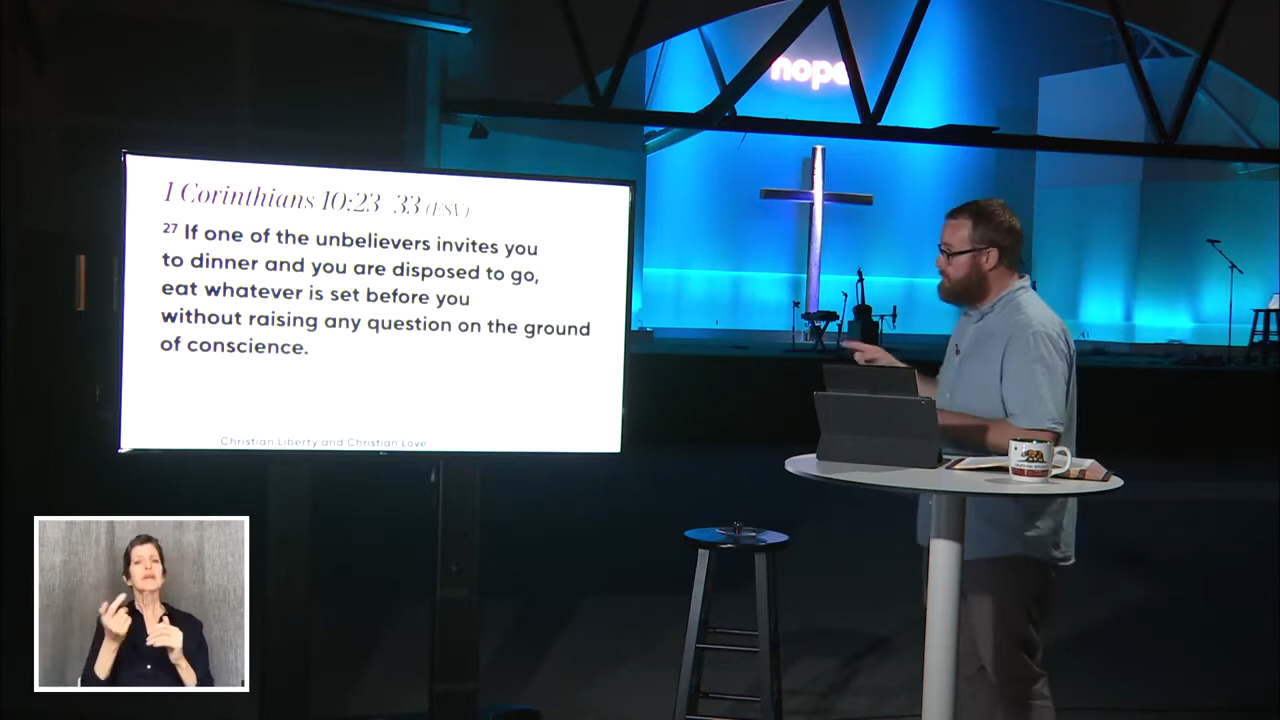 hope
1 Corinthians 10:23–33 (ESV)
27 If one of the unbelievers invites you
to dinner and you are disposed to go,
eat whatever is set before you
without raising any question on the ground
of conscience.
Christian Liberty and Christian Love